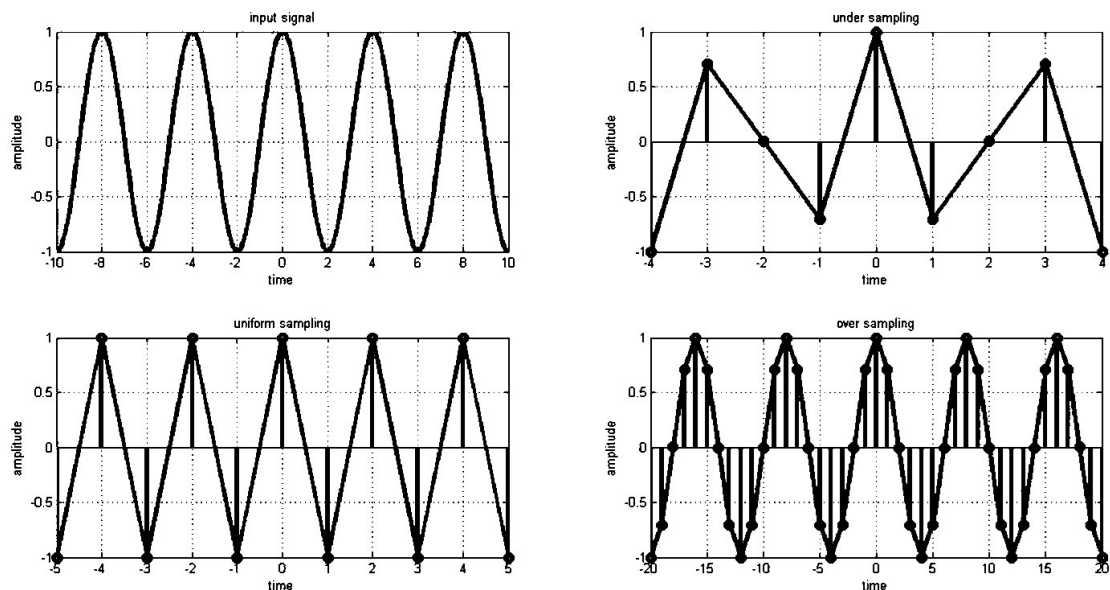 input signal
1
0.5
0
-0.5
-1
amplitude
-10 -8 -6 -4 -2 0 2 4 6 8 10
time
under sampling
1
0.5
0
-0.5
-1
amplitude
-4 -3 -2 -1 0 1 2 3 4
time
uniform sampling
1
0.5
0
-0.5
-1
amplitude
-5 -4 -3 -2 -1 0 1 2 3 4 5
time
over sampling
1
0.5
0
-0.5
-1
amplitude
-20 -15 -10 -5 0 5 10 15 20
time